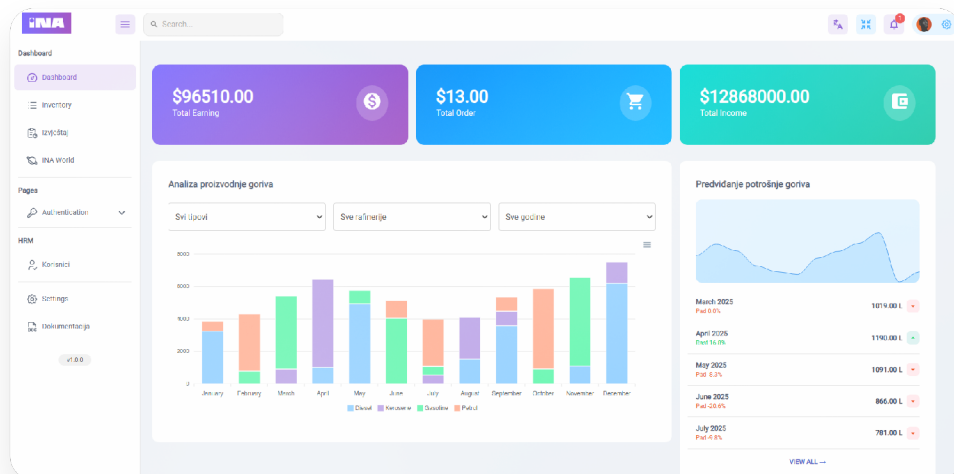 INA
Search...
1
Dashboard
Dashboard
Inventory
Izvještaj
INA World
Pages
Authentication
HRM
Korisnici
Settings
Dokumentacija
v1.0.0
$96510.00
Total Earning
$13.00
Total Order
$12868000.00
Total Income
Analiza proizvodnje goriva
Svi tipovi
Sve rafinerije
Sve godine
8000
6000
4000
2000
0
January February March April May June July August September October November December
Diesel Kerosene Gasoline Petrol
Predviđanje potrošnje goriva
March 2025 1019.00 L
Pad 0.0%
April 2025 1190.00 L
Rast 16.8%
May 2025 1091.00 L
Pad -8.3%
June 2025 866.00 L
Pad -20.6%
July 2025 781.00 L
Pad -9.8%
VIEW ALL →